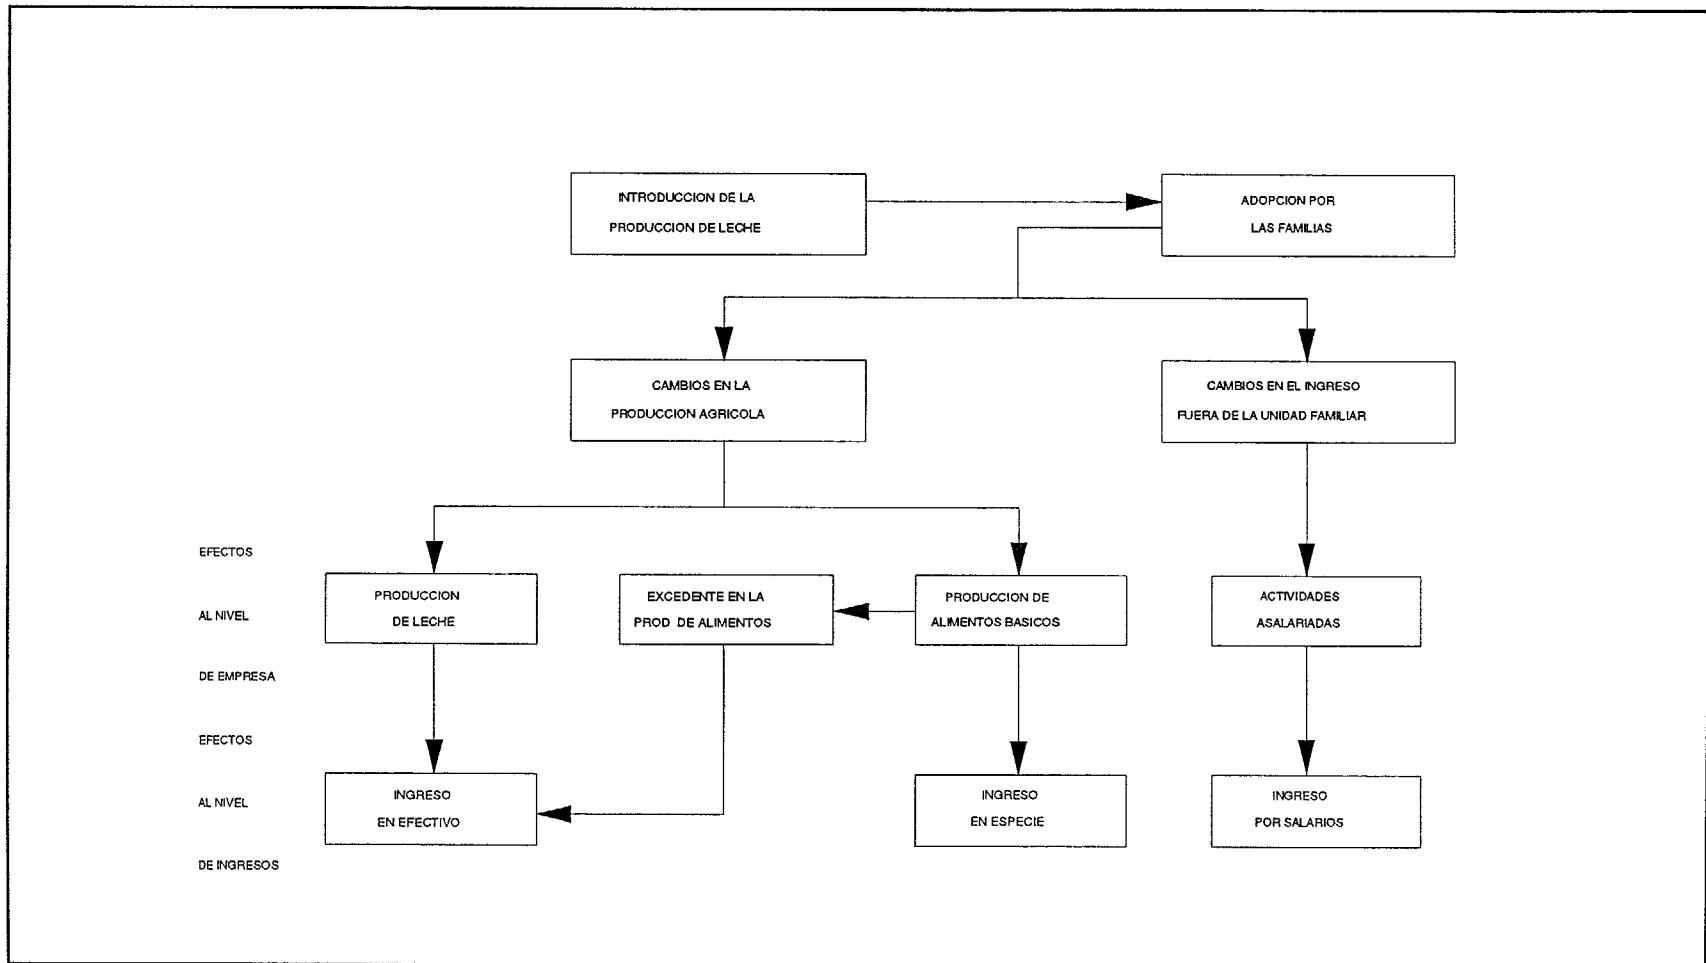 INTRODUCCION DE LA
PRODUCCION DE LECHE
ADOPCION POR
LAS FAMILIAS
CAMBIOS EN LA
PRODUCCION AGRICOLA
CAMBIOS EN EL INGRESO
FUERA DE LA UNIDAD FAMILIAR
EFECTOS
AL NIVEL
DE EMPRESA
PRODUCCION
DE LECHE
EXCEDENTE EN LA
PROD DE ALIMENTOS
PRODUCCION DE
ALIMENTOS BASICOS
ACTIVIDADES
ASALARIADAS
EFECTOS
AL NIVEL
DE INGRESOS
INGRESO
EN EFECTIVO
INGRESO
EN ESPECIE
INGRESO
POR SALARIOS